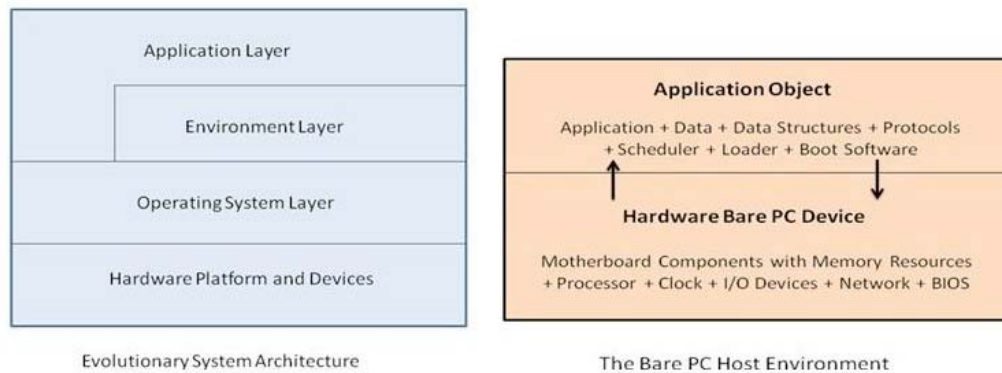 Application Layer
Environment Layer
Operating System Layer
Hardware Platform and Devices
Evolutionary System Architecture
Application Object
Application + Data + Data Structures + Protocols
+ Scheduler + Loader + Boot Software
Hardware Bare PC Device
Motherboard Components with Memory Resources
+ Processor + Clock + I/O Devices + Network + BIOS
The Bare PC Host Environment